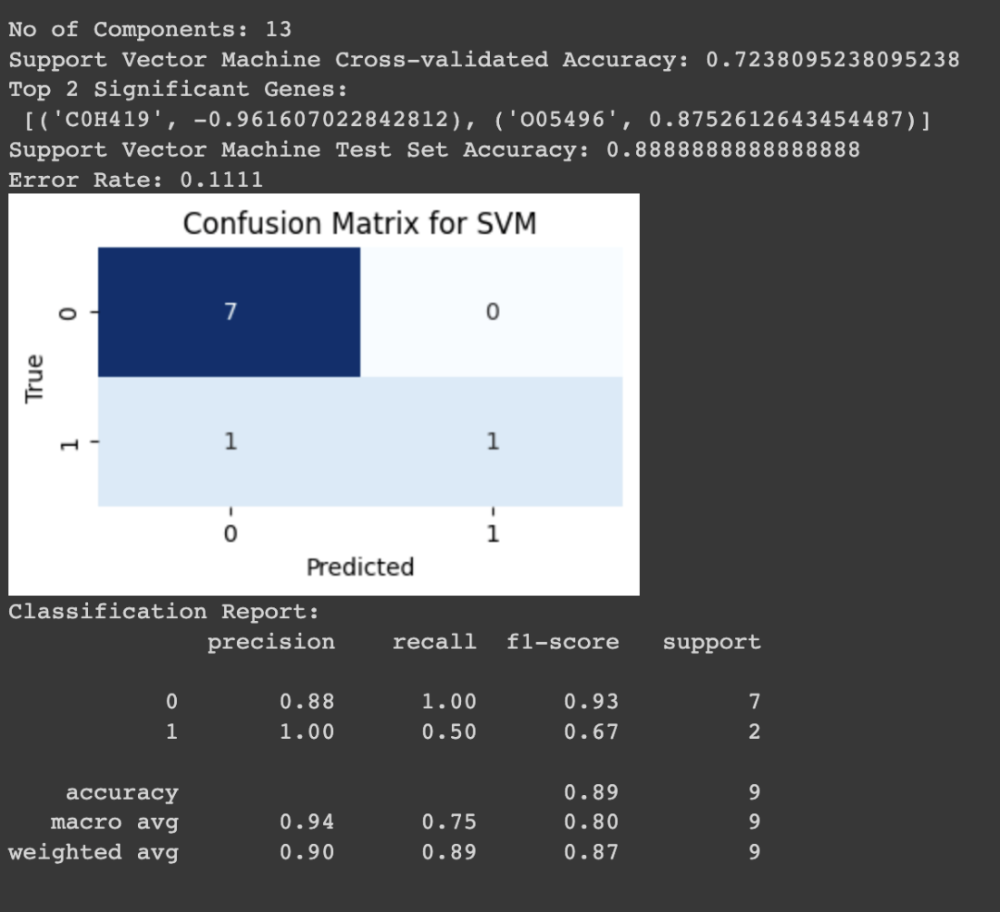 No of Components: 13
Support Vector Machine Cross-validated Accuracy: 0.7238095238095238
Top 2 Significant Genes:
[('C0H419', -0.961607022842812), ('O05496', 0.8752612643454487)]
Support Vector Machine Test Set Accuracy: 0.8888888888888888
Error Rate: 0.1111
Confusion Matrix for SVM
True
0
7
0
1
1
1
0
1
Predicted
Classification Report:
precision recall f1-score support
0 0.88 1.00 0.93 7
1 1.00 0.50 0.67 2
accuracy 0.89 9
macro avg 0.94 0.75 0.80 9
weighted avg 0.90 0.89 0.87 9